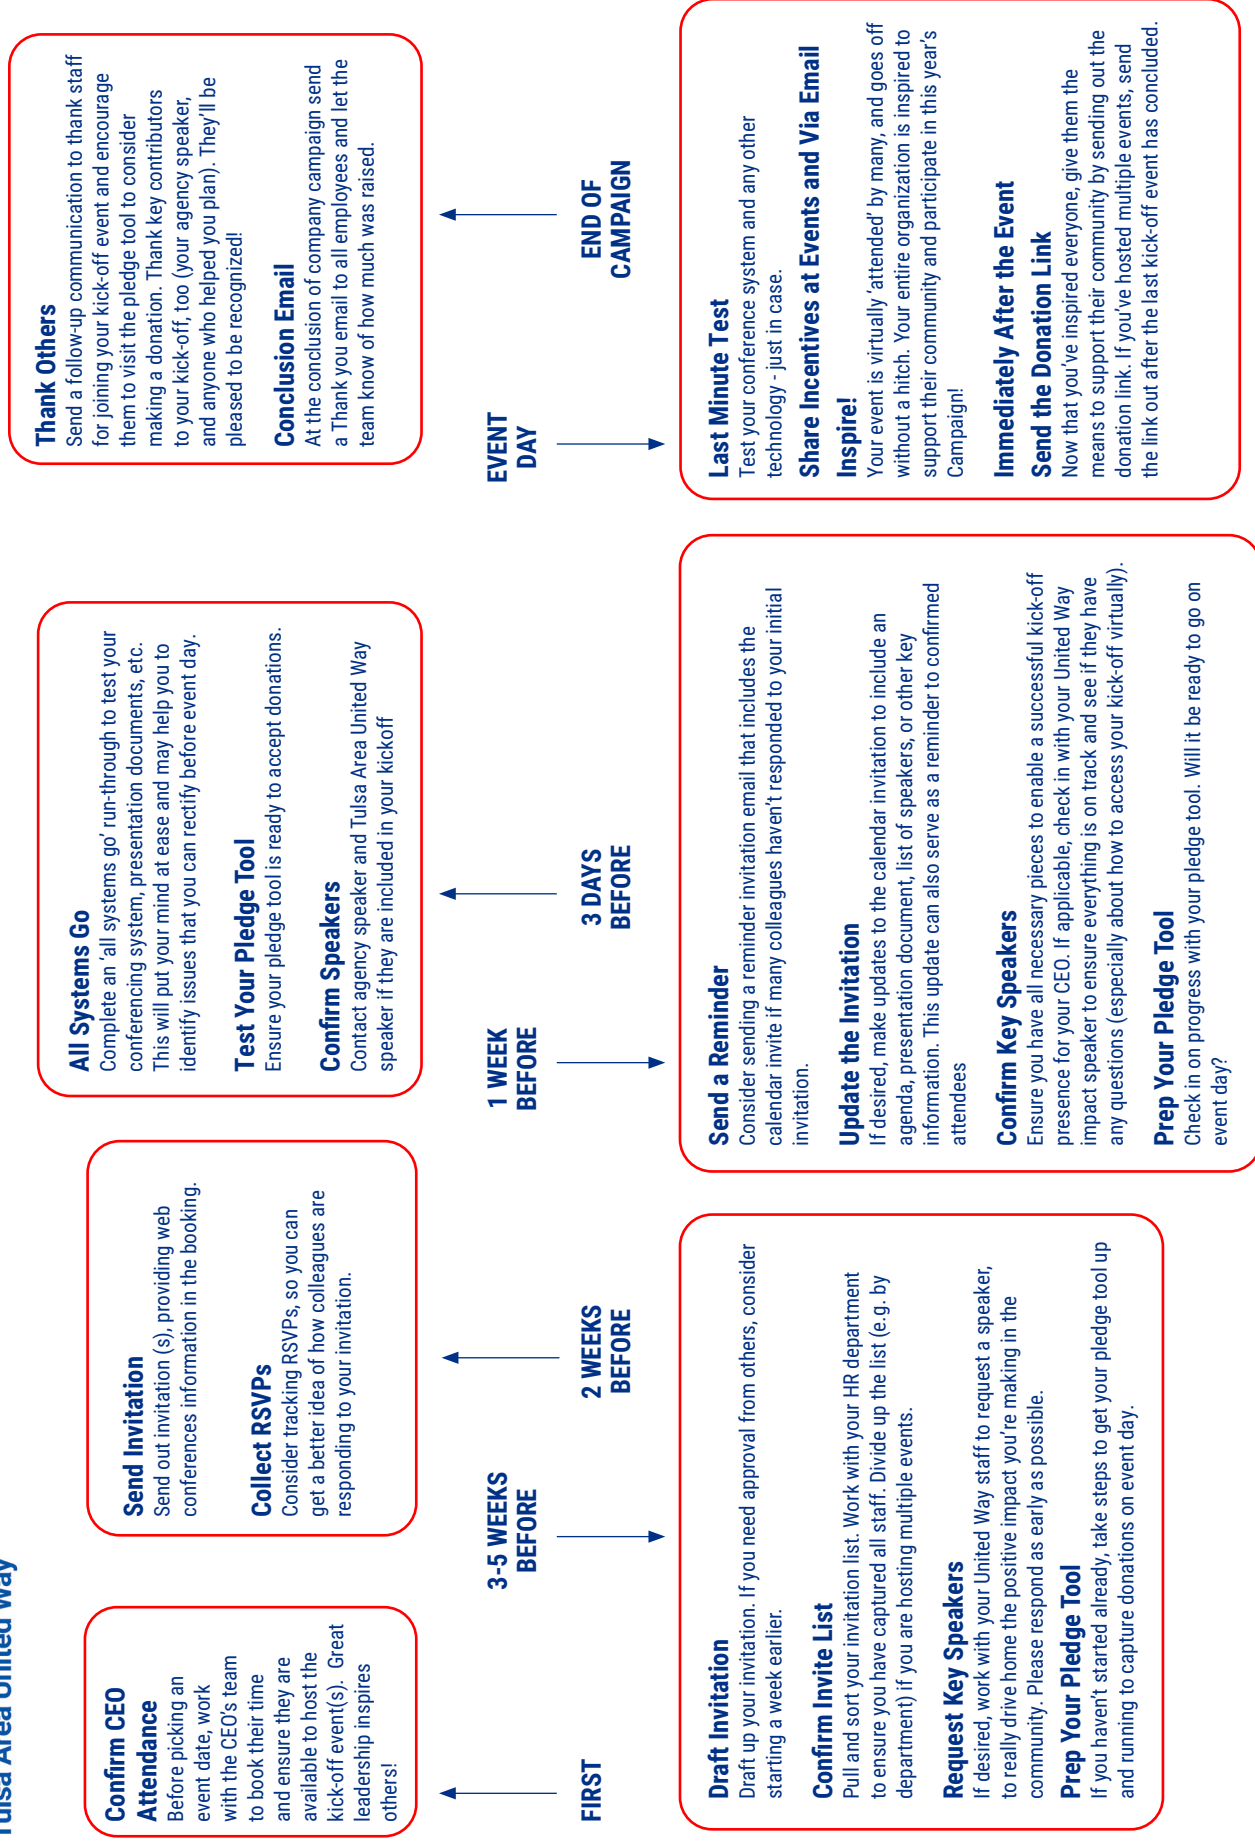 Tulsa Area United Way
Confirm CEO
Attendance
Before picking an
event date, work
with the CEO's team
to book their time
and ensure they are
available to host the
kick-off event(s). Great
leadership inspires
others!
FIRST
3-5 WEEKS
BEFORE
Draft Invitation
Draft up your invitation. If you need approval from others, consider
starting a week earlier.
Confirm Invite List
Pull and sort your invitation list. Work with your HR department
to ensure you have captured all staff. Divide up the list (e.g. by
department) if you are hosting multiple events.
Request Key Speakers
If desired, work with your United Way staff to request a speaker,
to really drive home the positive impact you're making in the
community. Please respond as early as possible.
Prep Your Pledge Tool
If you haven't started already, take steps to get your pledge tool up
and running to capture donations on event day.
Send Invitation
Send out invitation (s), providing web
conferences information in the booking.
Collect RSVPs
Consider tracking RSVPs, so you can
get a better idea of how colleagues are
responding to your invitation.
2 WEEKS
BEFORE
1 WEEK
BEFORE
Send a Reminder
Consider sending a reminder invitation email that includes the
calendar invite if many colleagues haven't responded to your initial
invitation.
Update the Invitation
If desired, make updates to the calendar invitation to include an
agenda, presentation document, list of speakers, or other key
information. This update can also serve as a reminder to confirmed
attendees
Confirm Key Speakers
Ensure you have all necessary pieces to enable a successful kick-off
presence for your CEO. If applicable, check in with your United Way
impact speaker to ensure everything is on track and see if they have
any questions (especially about how to access your kick-off virtually).
Prep Your Pledge Tool
Check in on progress with your pledge tool. Will it be ready to go on
event day?
All Systems Go
Complete an 'all systems go' run-through to test your
conferencing system, presentation documents, etc.
This will put your mind at ease and may help you to
identify issues that you can rectify before event day.
Test Your Pledge Tool
Ensure your pledge tool is ready to accept donations.
Confirm Speakers
Contact agency speaker and Tulsa Area United Way
speaker if they are included in your kickoff
3 DAYS
BEFORE
EVENT
DAY
Last Minute Test
Test your conference system and any other
technology - just in case.
Share Incentives at Events and Via Email
Inspire!
Your event is virtually 'attended' by many, and goes off
without a hitch. Your entire organization is inspired to
support their community and participate in this year's
Campaign!
Immediately After the Event
Send the Donation Link
Now that you've inspired everyone, give them the
means to support their community by sending out the
donation link. If you've hosted multiple events, send
the link out after the last kick-off event has concluded.
Thank Others
Send a follow-up communication to thank staff
for joining your kick-off event and encourage
them to visit the pledge tool to consider
making a donation. Thank key contributors
to your kick-off, too (your agency speaker,
and anyone who helped you plan). They'll be
pleased to be recognized!
Conclusion Email
At the conclusion of company campaign send
a Thank you email to all employees and let the
team know of how much was raised.
END OF
CAMPAIGN